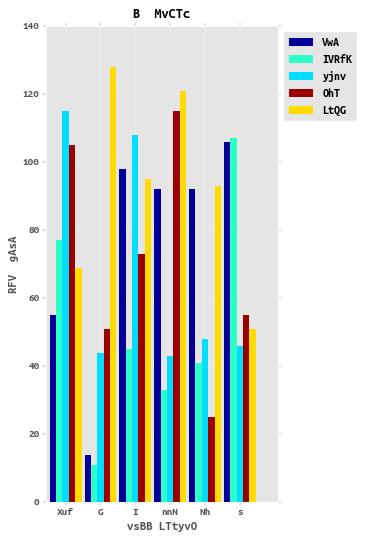 B  MvCTc
VwA
IVRfK
yjnv
OhT
LtQG
RFV  gAsA
140
120
100
80
60
40
20
0
Xuf G I nnN Nh s
vsBB LTtyvO